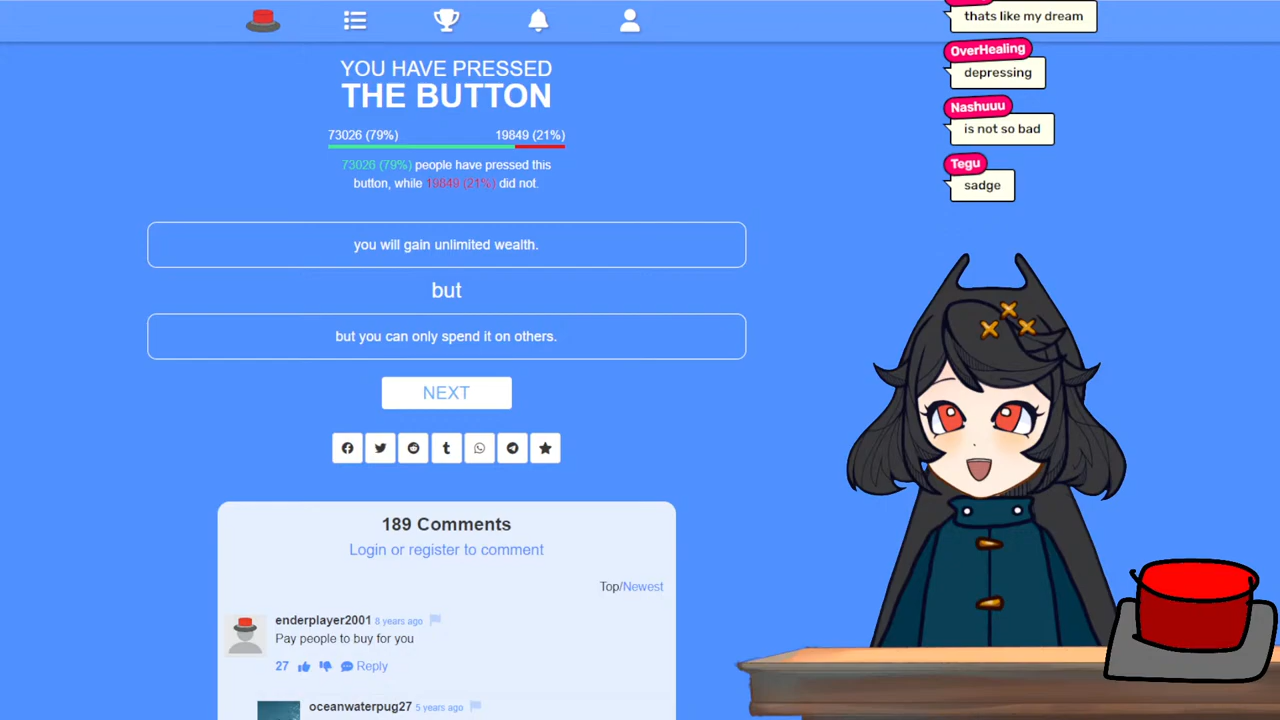 YOU HAVE PRESSED
THE BUTTON
73026 (79%) 19849 (21%)
73026 (79%) people have pressed this
button, while 19849 (21%) did not.
you will gain unlimited wealth.
but
but you can only spend it on others.
NEXT
189 Comments
Login or register to comment
Top/Newest
enderplayer2001 8 years ago
Pay people to buy for you
27 Reply
oceanwaterpug27 5 years ago
thats like my dream
OverHealing
depressing
Nashuuu
is not so bad
Tegu
sadge